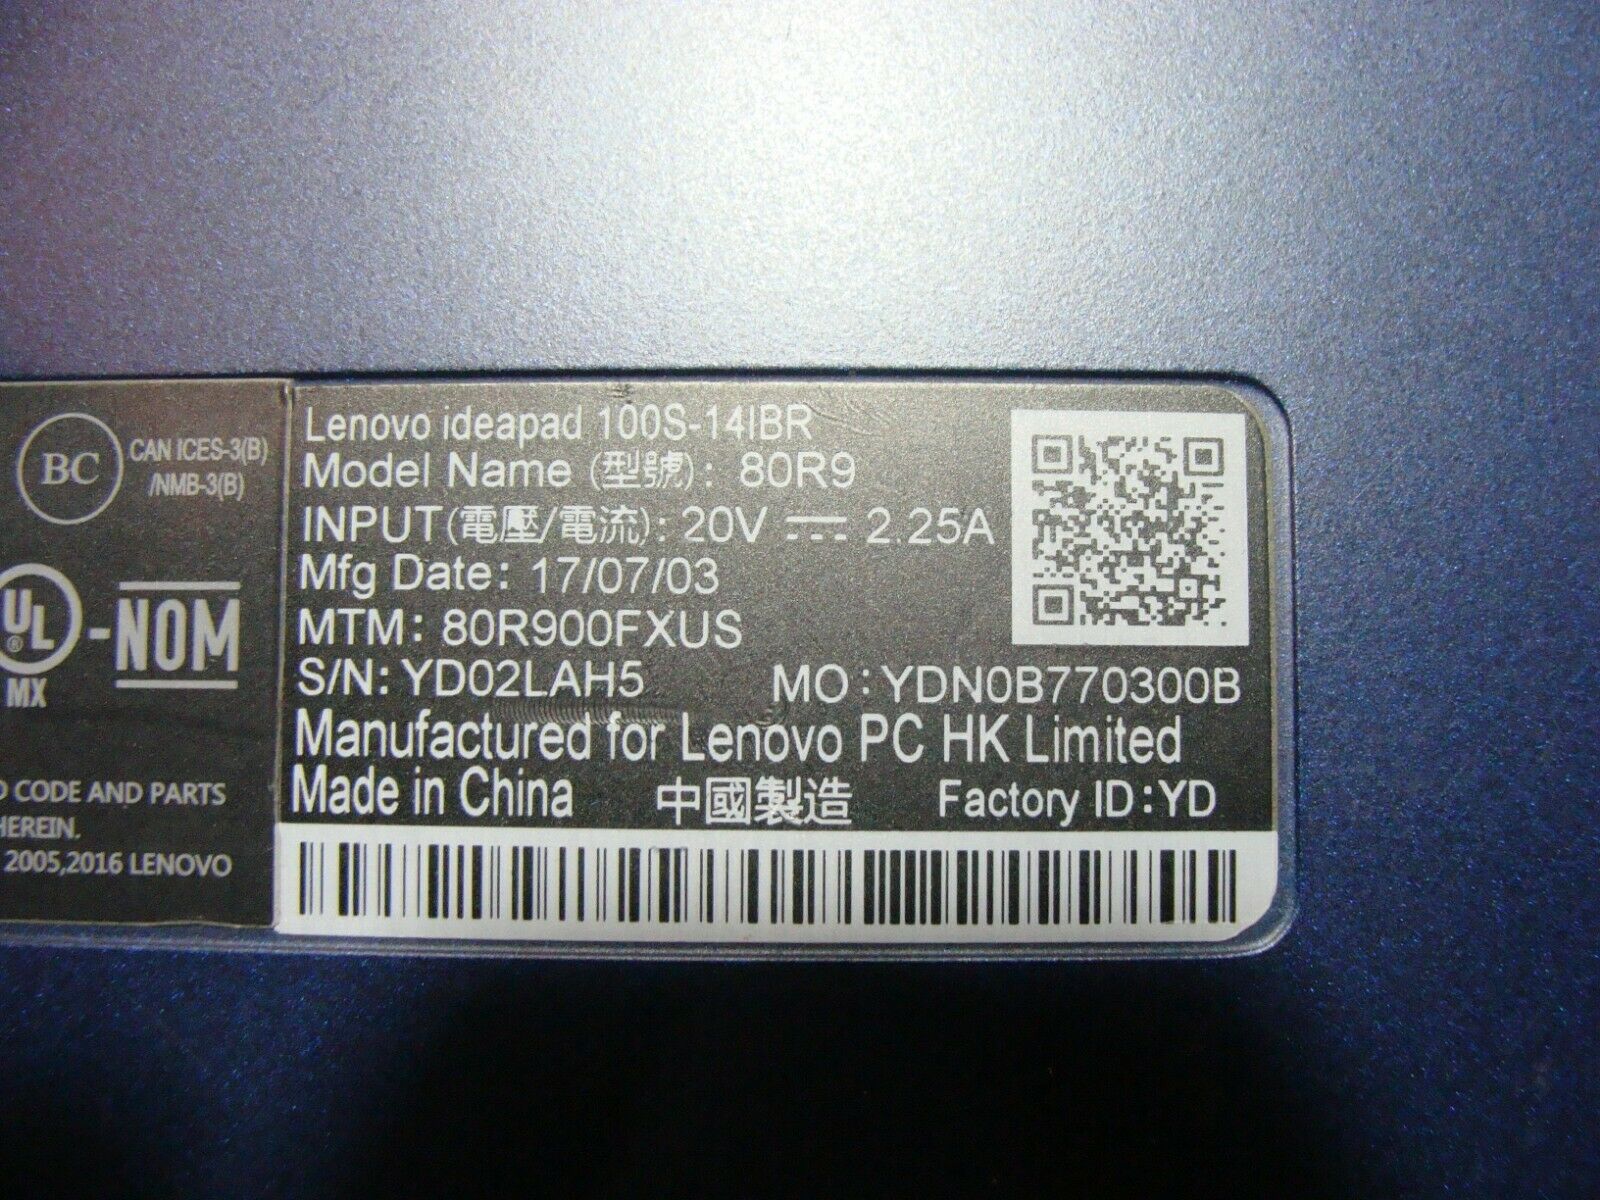 BC
CAN ICES-3(B)
/NMB-3(B)
UL
®
MX
-NOM
D CODE AND PARTS
HEREIN.
2005,2016 LENOVO
Lenovo ideapad 100S-14IBR
Model Name (型號): 80R9
INPUT(電壓/電流): 20V ⎓ 2.25A
Mfg Date: 17/07/03
MTM: 80R900FXUS
S/N: YD02LAH5 MO:YDN0B770300B
Manufactured for Lenovo PC HK Limited
Made in China 中國製造 Factory ID:YD